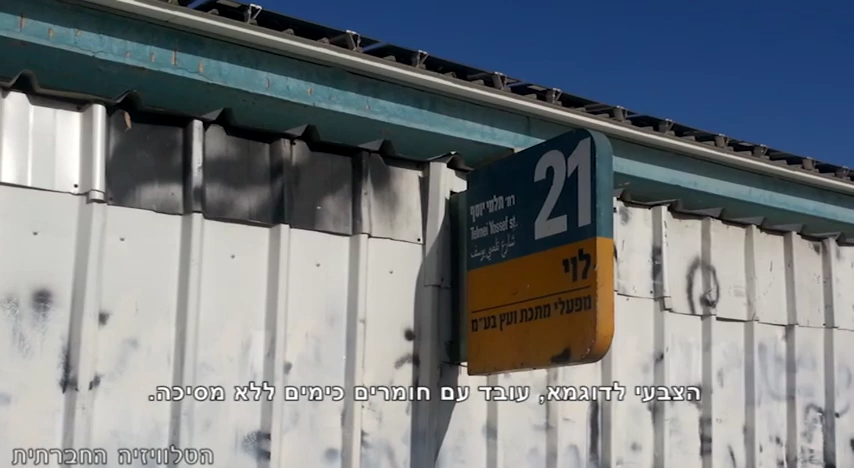 21
רח' תלמי יוסף
Talmei Yossef st.
شارع تلمي يوسف
לוי
מפעלי מתכת ועץ בע"מ
הצבעי לדוגמא, עובד עם חומרים כימים ללא מסיכה.
הטלוויזיה החברתית